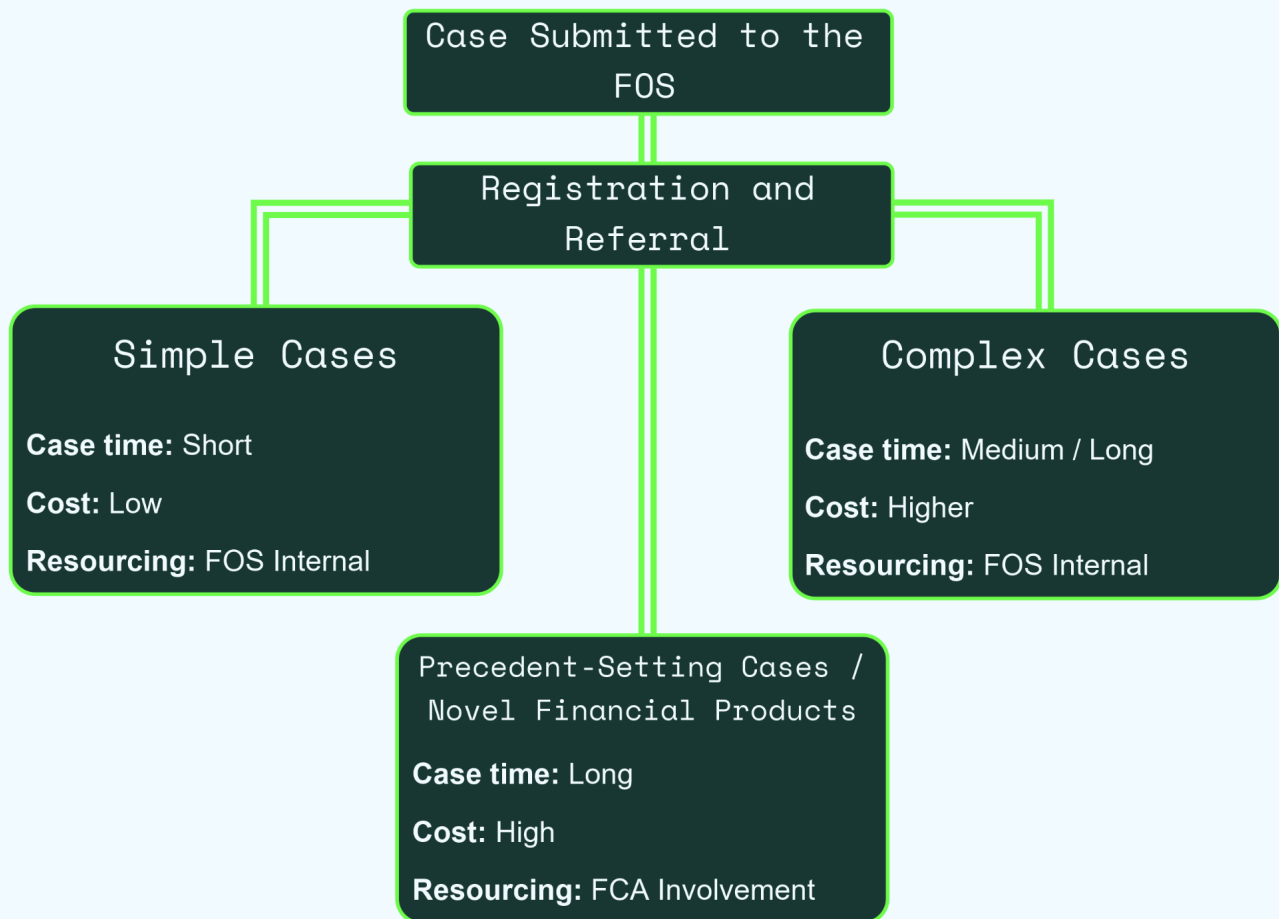 Case Submitted to the
FOS
Registration and
Referral
Simple Cases
Case time: Short
Cost: Low
Resourcing: FOS Internal
Complex Cases
Case time: Medium / Long
Cost: Higher
Resourcing: FOS Internal
Precedent-Setting Cases /
Novel Financial Products
Case time: Long
Cost: High
Resourcing: FCA Involvement